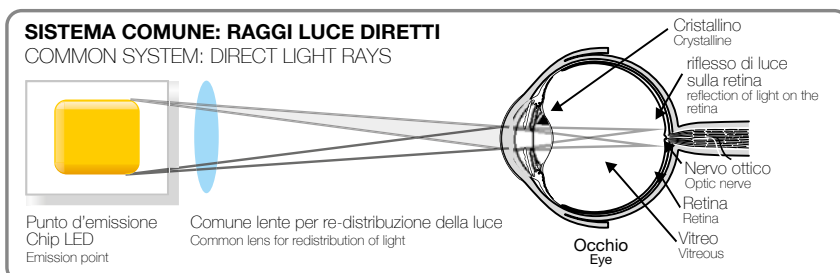 SISTEMA COMUNE: RAGGI LUCE DIRETTI
COMMON SYSTEM: DIRECT LIGHT RAYS
Cristallino
Crystalline
riflesso di luce
sulla retina
reflection of light on the
retina
Nervo ottico
Optic nerve
Retina
Retina
Vitreo
Vitreous
Occhio
Eye
Punto d'emissione
Chip LED
Emission point
Comune lente per re-distribuzione della luce
Common lens for redistribution of light